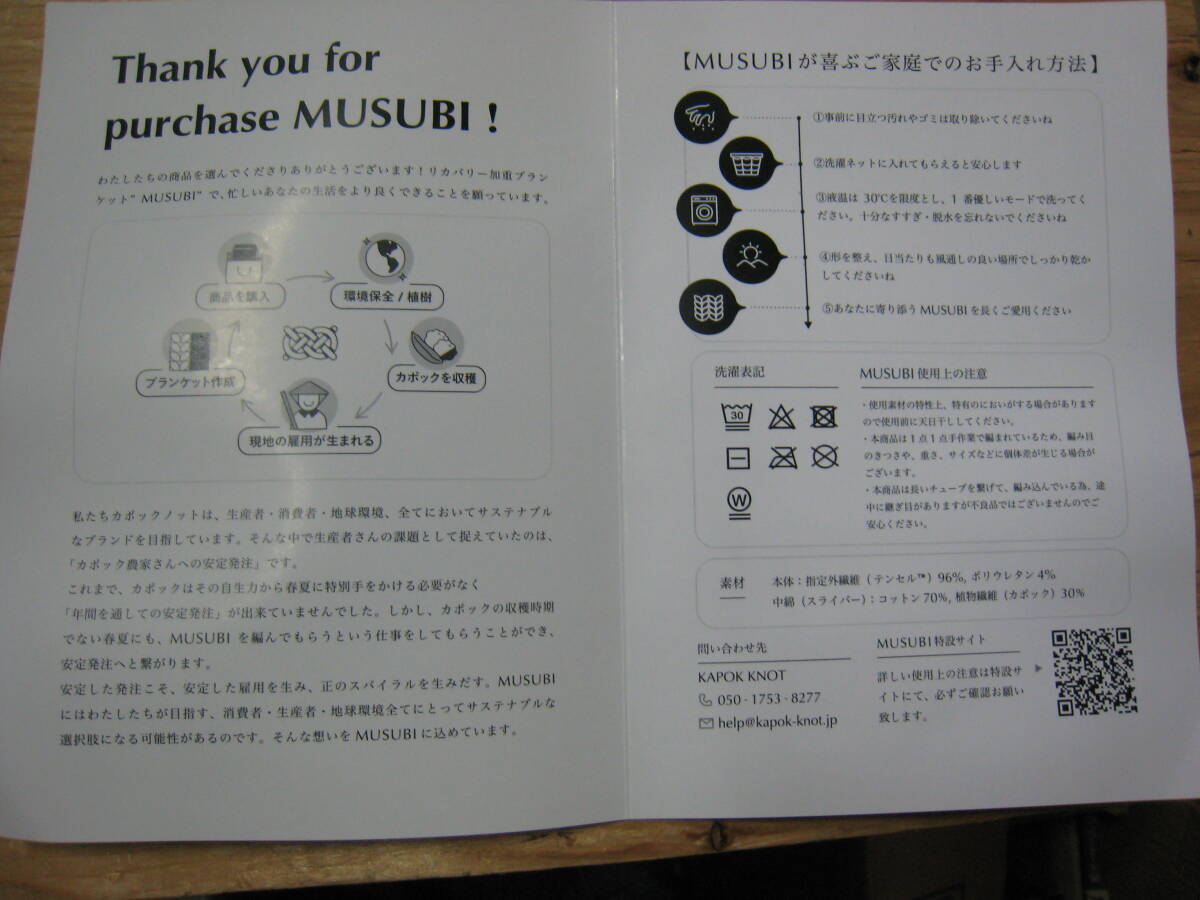 Thank you for
purchase MUSUBI !
わたしたちの商品を選んでくださりありがとうございます！リカバリー加重ブラン
ケット" MUSUBI" で、忙しいあなたの生活をより良くできることを願っています。
商品を購入
環境保全 / 植樹
ブランケット作成
カポックを収穫
現地の雇用が生まれる
私たちカポックノットは、生産者・消費者・地球環境、全てにおいてサステナブル
なブランドを目指しています。そんな中で生産者さんの課題として捉えていたのは、
「カポック農家さんへの安定発注」です。
これまで、カポックはその自生力から春夏に特別手をかける必要がなく
「年間を通しての安定発注」が出来ていませんでした。しかし、カポックの収穫時期
でない春夏にも、MUSUBI を編んでもらうという仕事をしてもらうことができ、
安定発注へと繋がります。
安定した発注こそ、安定した雇用を生み、正のスパイラルを生みだす。MUSUBI
にはわたしたちが目指す、消費者・生産者・地球環境全てにとってサステナブルな
選択肢になる可能性があるのです。そんな想いを MUSUBI に込めています。
【MUSUBI が喜ぶご家庭でのお手入れ方法】
①事前に目立つ汚れやゴミは取り除いてくださいね
②洗濯ネットに入れてもらえると安心します
③液温は 30℃を限度とし、1 番優しいモードで洗ってく
ださい。十分なすすぎ・脱水を忘れないでくださいね
④形を整え、日当たりも風通しの良い場所でしっかり乾か
してくださいね
⑤あなたに寄り添う MUSUBI を長くご愛用ください
洗濯表記
30
W
MUSUBI 使用上の注意
・使用素材の特性上、特有のにおいがする場合があります
ので使用前に天日干ししてください。
・本商品は 1 点 1 点手作業で編まれているため、編み目
のきつさや、重さ、サイズなどに個体差が生じる場合が
ございます。
・本商品は長いチューブを繋げて、編み込んでいる為、途
中に継ぎ目がありますが不良品ではございませんのでご
安心ください。
素材
本体：指定外繊維（テンセル™）96%, ポリウレタン 4%
中綿（スライバー）：コットン 70%, 植物繊維（カポック）30%
問い合わせ先
KAPOK KNOT
050 - 1753 - 8277
help@kapok-knot.jp
MUSUBI 特設サイト
詳しい使用上の注意は特設サ
イトにて、必ずご確認お願い
致します。